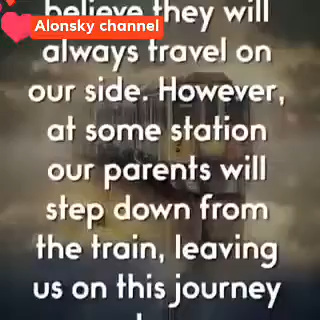 Alonsky channel
believe they will
always travel on
our side. However,
at some station
our parents will
step down from
the train, leaving
us on this journey